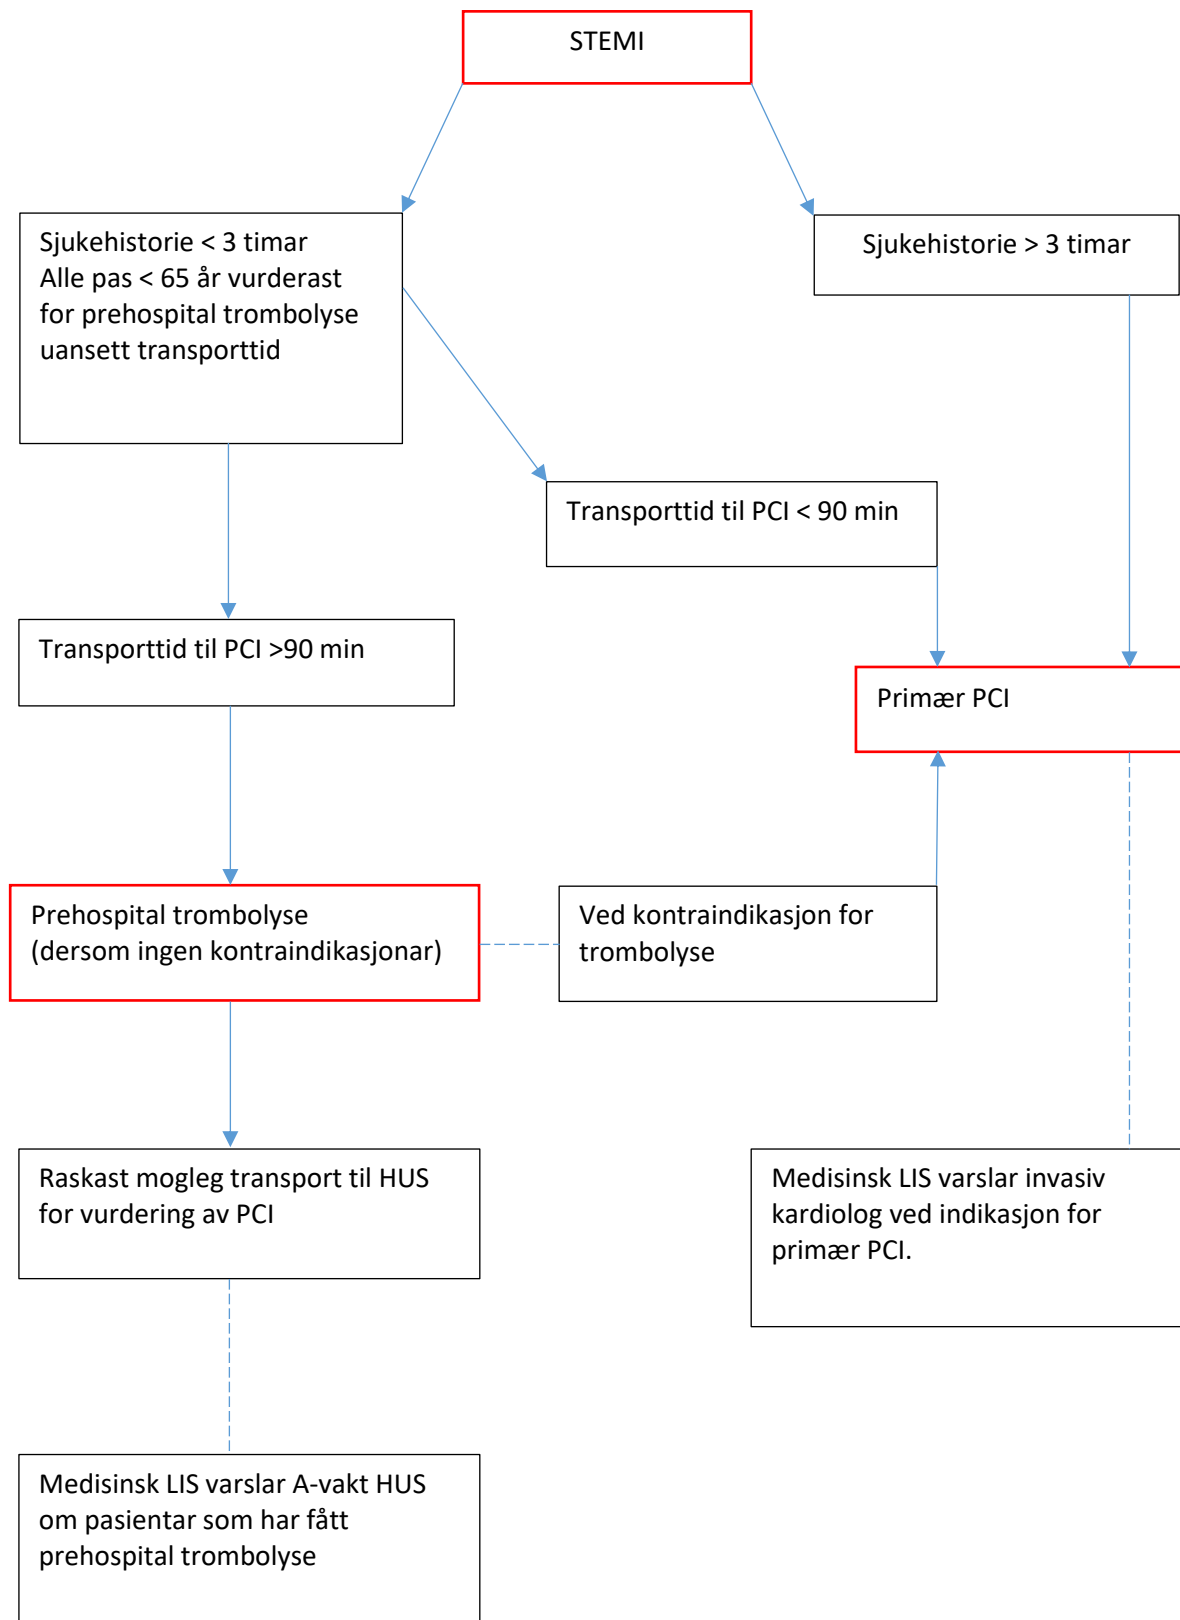 STEMI
Sjukehistorie < 3 timar
Alle pas < 65 år vurderast
for prehospital trombolyse
uansett transporttid
Sjukehistorie > 3 timar
Transporttid til PCI < 90 min
Transporttid til PCI >90 min
Primær PCI
Prehospital trombolyse
(dersom ingen kontraindikasjonar)
Ved kontraindikasjon for
trombolyse
Raskast mogleg transport til HUS
for vurdering av PCI
Medisinsk LIS varslar invasiv
kardiolog ved indikasjon for
primær PCI.
Medisinsk LIS varslar A-vakt HUS
om pasientar som har fått
prehospital trombolyse